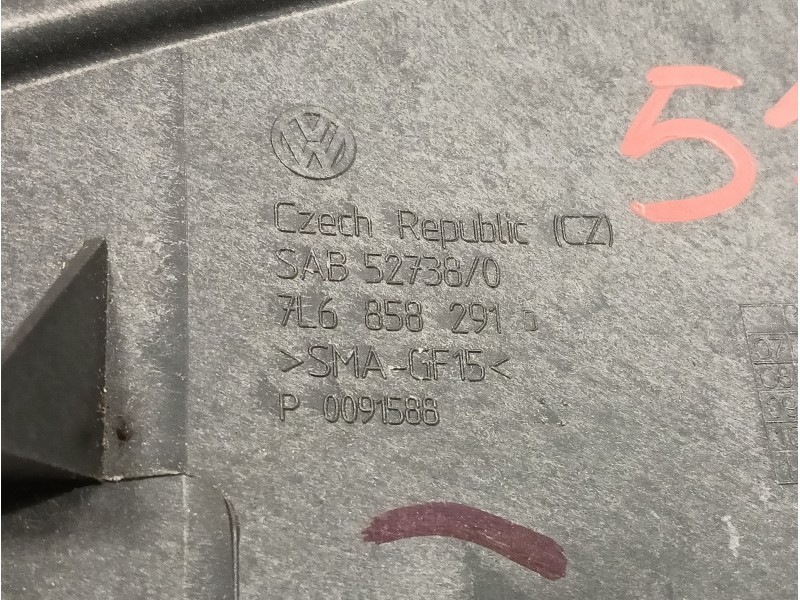 Czech Republic (CZ)
SAB 52738/0
7L6 858 291
>SMA-GF15<
P 0091588